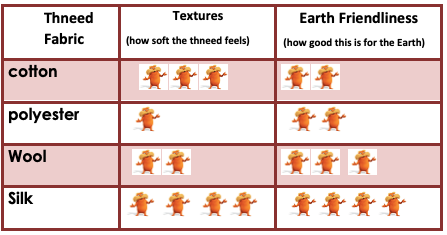 Thneed
Fabric
Textures
(how soft the thneed feels)
Earth Friendliness
(how good this is for the Earth)
cotton
polyester
Wool
Silk